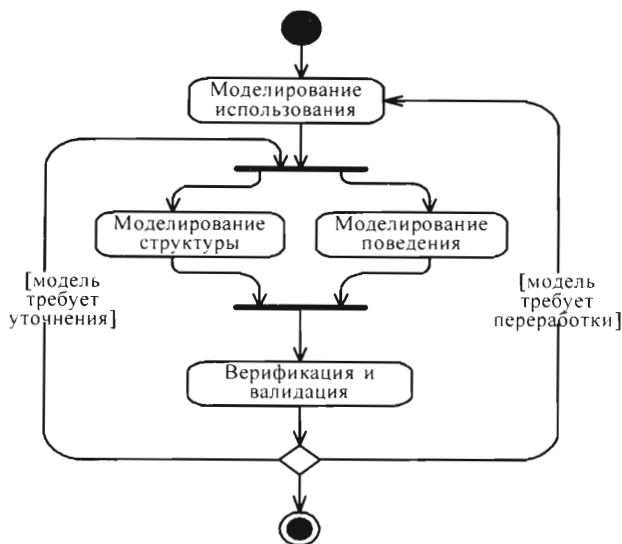 Моделирование
использования
Моделирование
структуры
Моделирование
поведения
[модель
требует
уточнения]
[модель
требует
переработки]
Верификация и
валидация